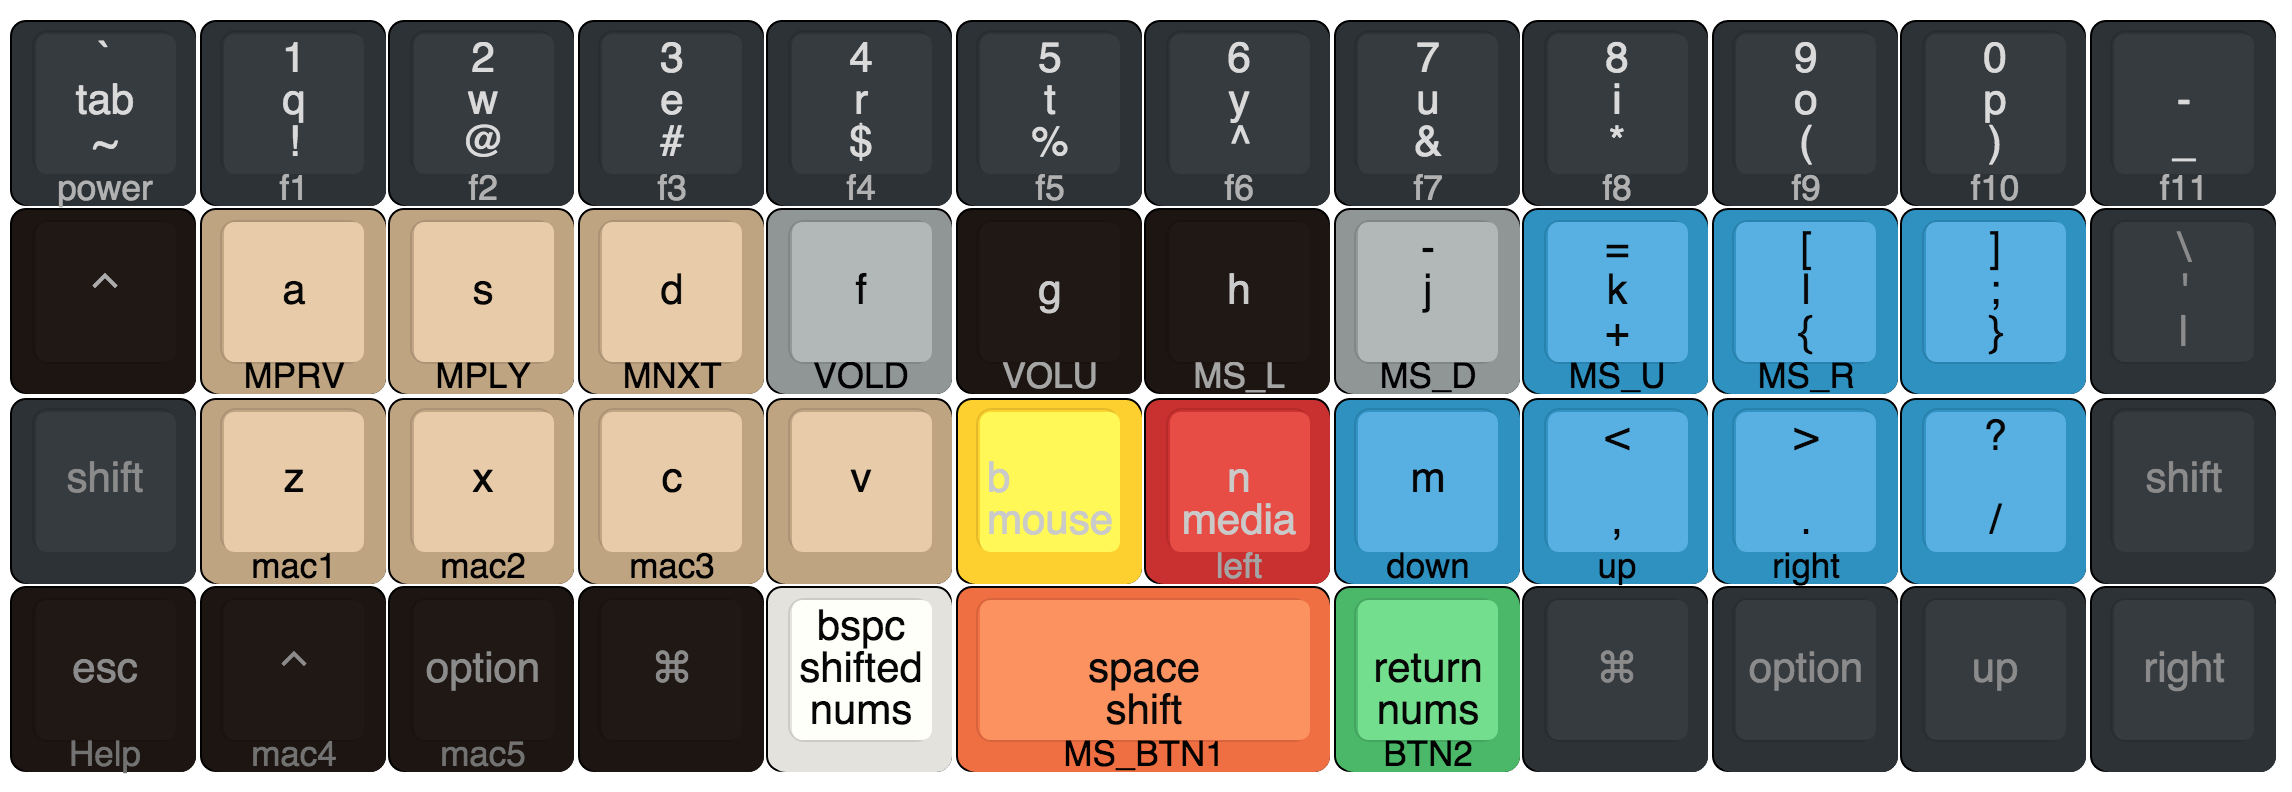 ` 1 2 3 4 5 6 7 8 9 0
tab q w e r t y u i o p -
~ ! @ # $ % ^ & * ( ) _
power f1 f2 f3 f4 f5 f6 f7 f8 f9 f10 f11
- = [ ] \
^ a s d f g h j k l ; '
+ { } |
MPRV MPLY MNXT VOLD VOLU MS_L MS_D MS_U MS_R
< > ?
shift z x c v b n m shift
mouse media , . /
mac1 mac2 mac3 left down up right
bspc
esc ^ option ⌘ shifted space return ⌘ option up right
nums shift nums
Help mac4 mac5 MS_BTN1 BTN2